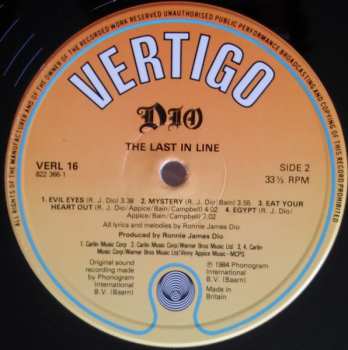 ALL RIGHTS OF THE MANUFACTURER AND OF THE OWNER OF THE RECORDED WORK RESERVED UNAUTHORISED PUBLIC PERFORMANCE BROADCASTING AND COPYING OF THIS RECORD PROHIBITED
VERTIGO
DIO
THE LAST IN LINE
VERL 16
822 366 1
SIDE 2
33⅓ RPM
1. EVIL EYES (R. J. Dio) 3.38 2. MYSTERY (R. J. Dio/ Bain) 3.56 3. EAT YOUR
HEART OUT (R. J. Dio/ Appice/ Bain/ Campbell) 4.02 4. EGYPT (R. J. Dio/
Appice/ Bain/ Campbell) 7.02
All lyrics and melodies by Ronnie James Dio
Produced by Ronnie James Dio
1. Carlin Music Corp. 2. Carlin Music Corp/Warner Bros Music Ltd 3. & 4. Carlin
Music Corp/Warner Bros Music Ltd/Vinny Appice Music - MCPS
Original sound
recording made
by Phonogram
International
B.V. (Baarn)
℗ 1984 Phonogram
International
B.V. (Baarn)
Made in
Britain